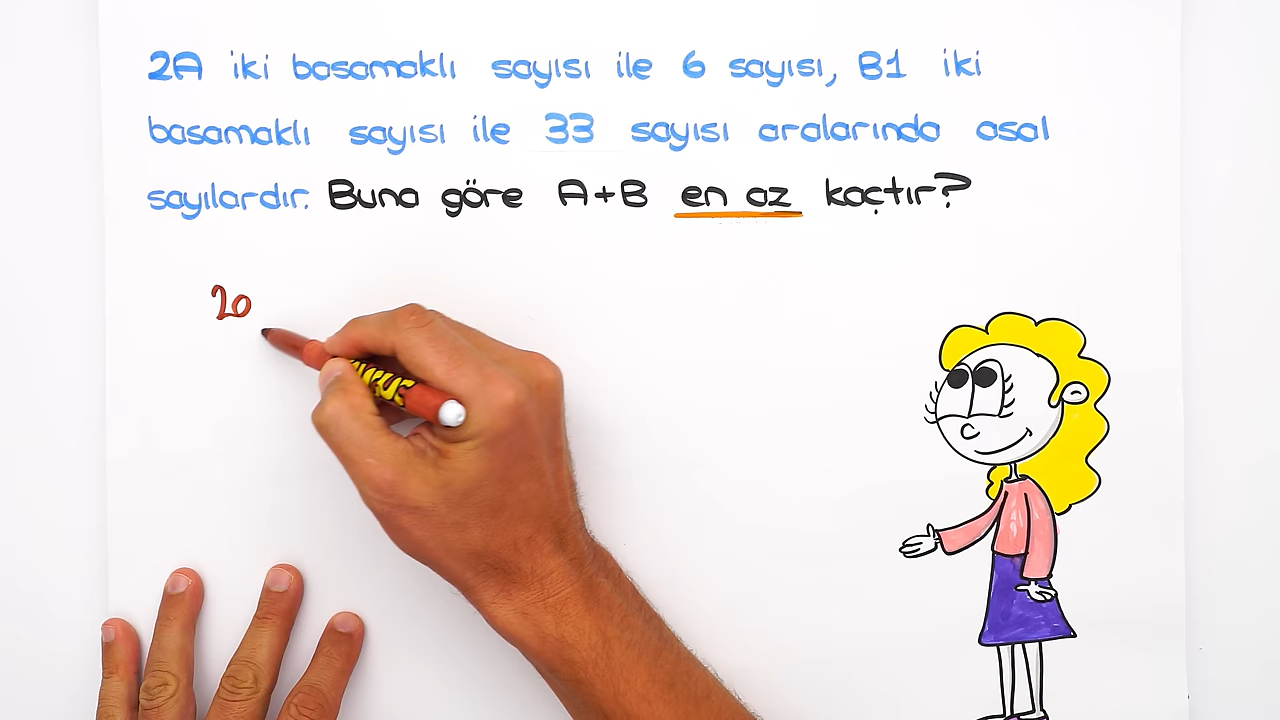 2A iki basamaklı sayısı ile 6 sayısı, B1 iki
basamaklı sayısı ile 33 sayısı aralarında asal
sayılardır. Buna göre A+B en az kaçtır?
20